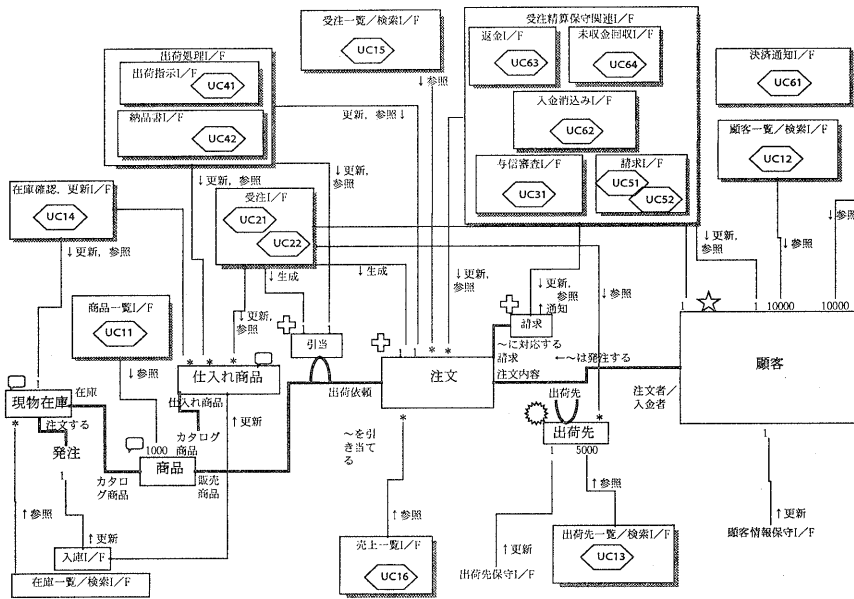 受注一覧／検索I／F
UC15
受注精算保守関連I／F
返金I／F
UC63
未収金回収I／F
UC64
入金消込みI／F
UC62
与信審査I／F
UC31
請求I／F
UC51
UC52
決済通知I／F
UC61
顧客一覧／検索I／F
UC12
出荷処理I／F
出荷指示I／F
UC41
納品書I／F
UC42
↓参照
更新，参照↓
在庫確認，更新I／F
UC14
↓更新，参照
↓更新，
参照
受注I／F
UC21
UC22
↓更新，参照
↓生成
↓生成
↓更新，
参照
↓更新，
参照
↑通知
↓参照
↓更新，
参照
↓参照
商品一覧I／F
UC11
↓参照
↓更新，
参照
1
1
引当
請求
1
1
10000
10000
～に対応する
請求
←～は発注する
注文内容
1
*
*
*
仕入れ商品
1
1
*
*
注文
顧客
注文者／
入金者
現物在庫
在庫
仕入れ商品
出荷依頼
出荷先
*
注文する
発注
カタログ
商品
↑更新
～を引
き当て
る
*
出荷先
1000
商品
カタロ
グ商品
販売
商品
1
5000
1
*
1
↑参照
↑更新
↑参照
↑参照
↑更新
顧客情報保守I／F
入庫I／F
在庫一覧／検索I／F
売上一覧I／F
UC16
↑更新
出荷先保守I／F
出荷先一覧／検索I／F
UC13